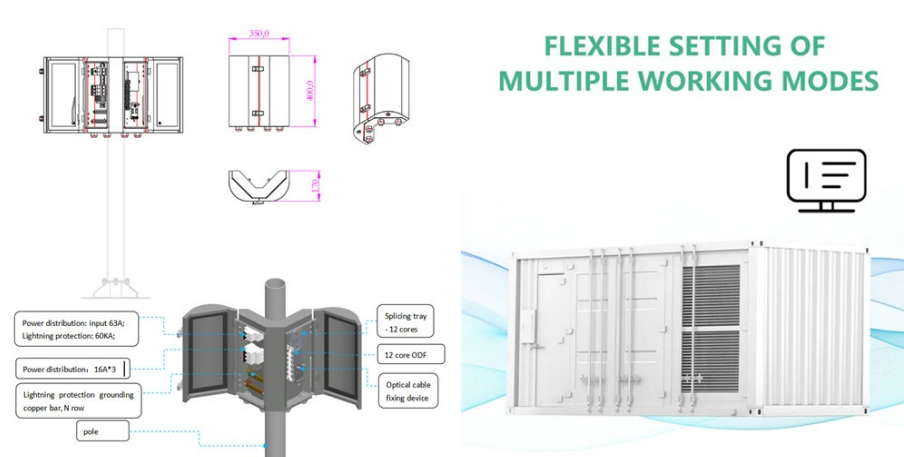 350,0
400,0
170
Power distribution: input 63A;
Lightning protection: 60KA;
Power distribution: 16A*3
Lightning protection grounding
copper bar, N row
pole
Splicing tray
- 12 cores
12 core ODF
Optical cable
fixing device
FLEXIBLE SETTING OF
MULTIPLE WORKING MODES